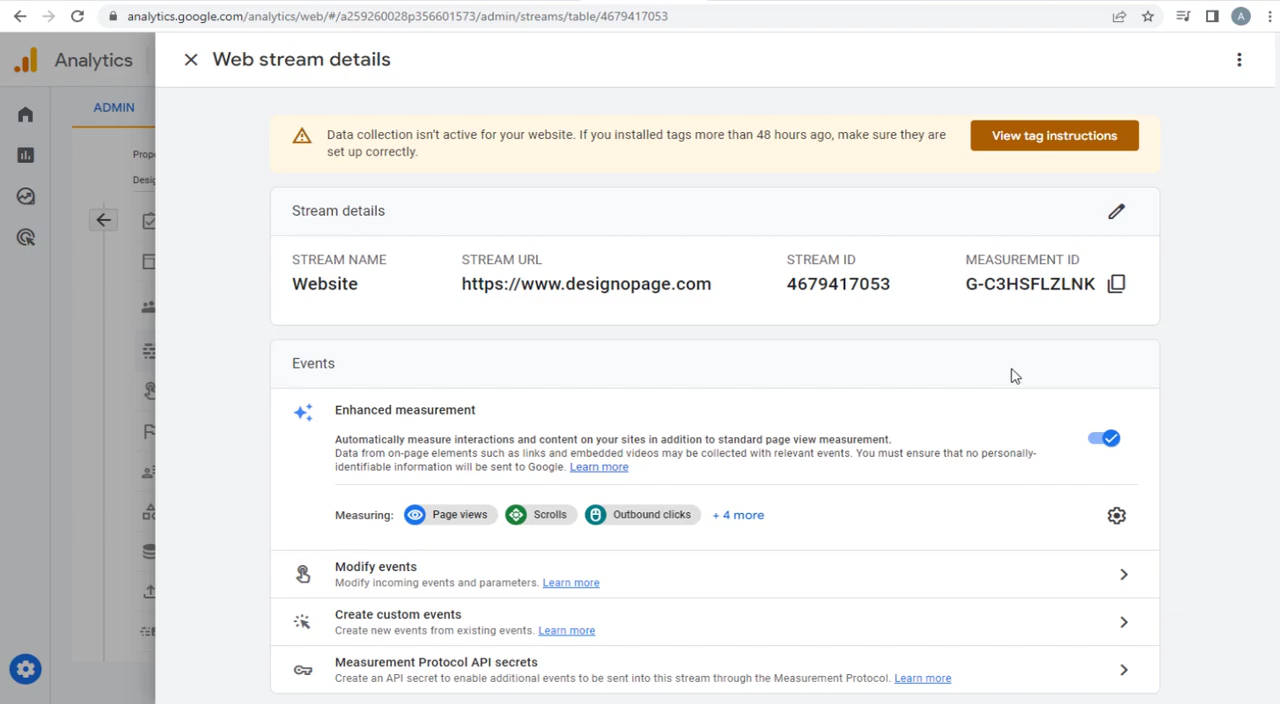 analytics.google.com/analytics/web/#/a259260028p356601573/admin/streams/table/4679417053
A
Analytics
Web stream details
ADMIN
Data collection isn't active for your website. If you installed tags more than 48 hours ago, make sure they are
set up correctly.
View tag instructions
Prope
Desig
Stream details
STREAM NAME STREAM URL STREAM ID MEASUREMENT ID
Website https://www.designopage.com 4679417053 G-C3HSFLZLNK
Events
Enhanced measurement
Automatically measure interactions and content on your sites in addition to standard page view measurement.
Data from on-page elements such as links and embedded videos may be collected with relevant events. You must ensure that no personally-
identifiable information will be sent to Google. Learn more
Measuring: Page views Scrolls Outbound clicks + 4 more
Modify events
Modify incoming events and parameters. Learn more
Create custom events
Create new events from existing events. Learn more
Measurement Protocol API secrets
Create an API secret to enable additional events to be sent into this stream through the Measurement Protocol. Learn more